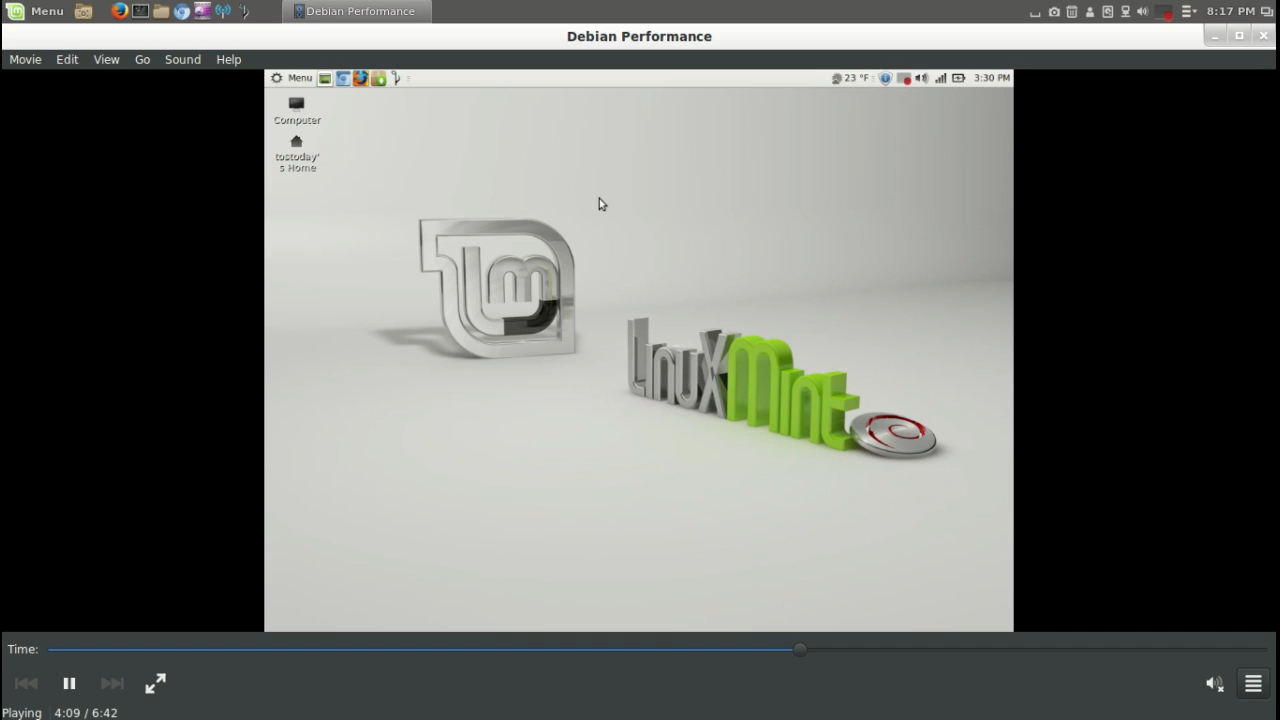 Menu
Debian Performance
8:17 PM
Debian Performance
Movie Edit View Go Sound Help
Menu
23 °F
3:30 PM
Computer
tostoday'
s Home
lm
LinuxMint
Time:
Playing 4:09 / 6:42